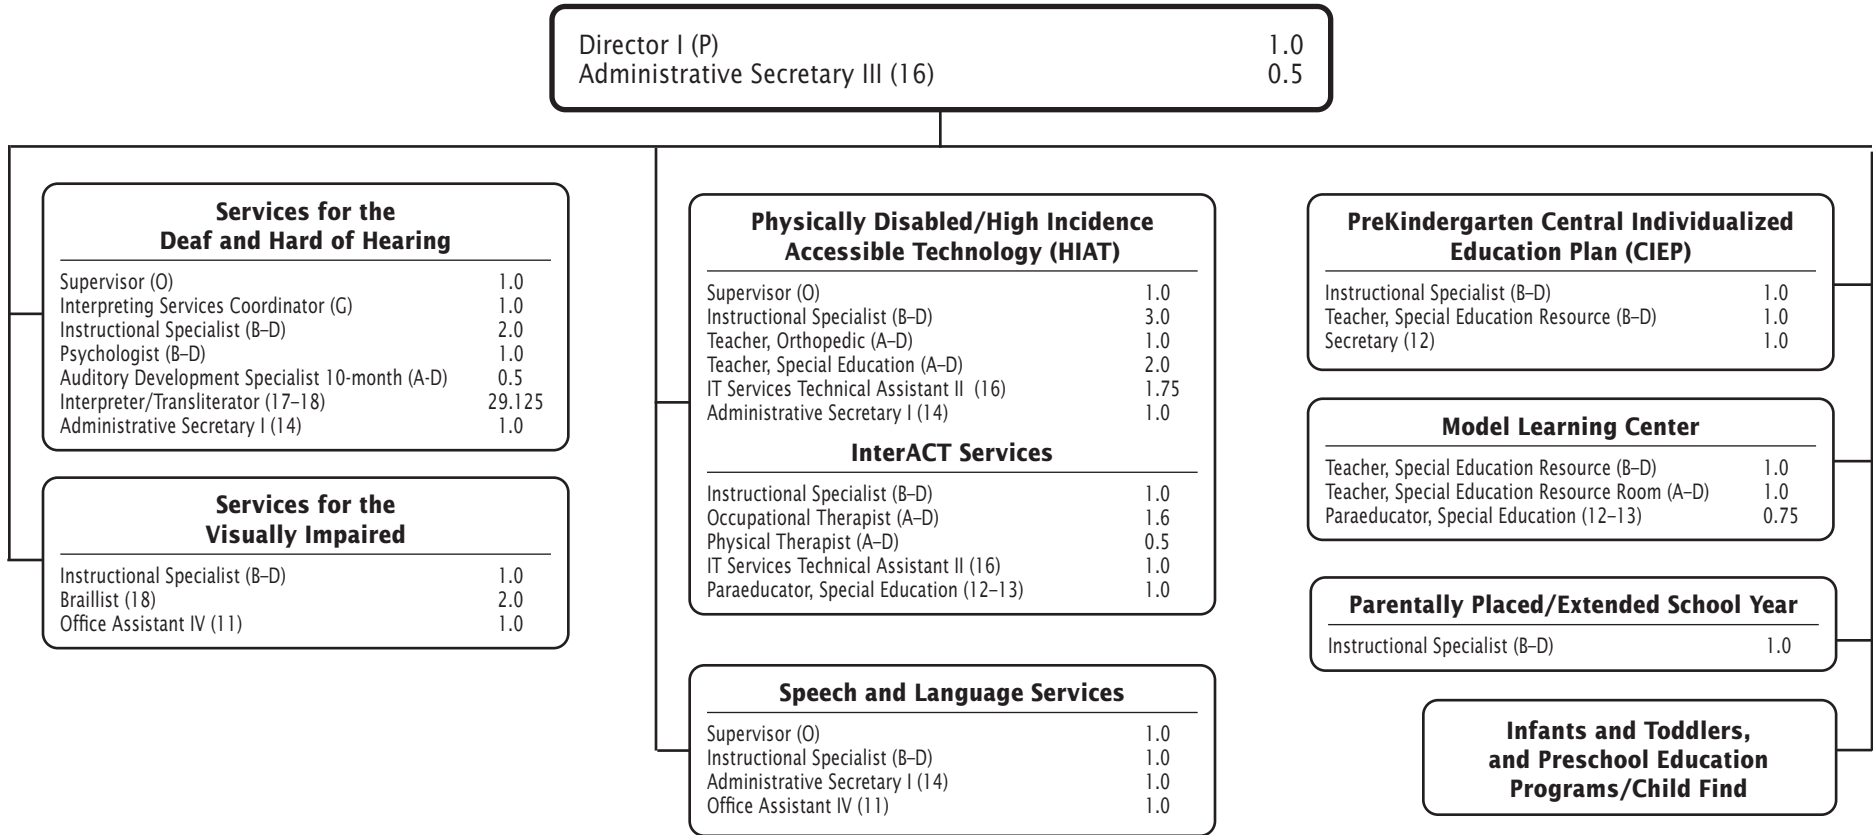 Director I (P) 1.0
Administrative Secretary III (16) 0.5
Services for the
Deaf and Hard of Hearing
Supervisor (O) 1.0
Interpreting Services Coordinator (G) 1.0
Instructional Specialist (B–D) 2.0
Psychologist (B–D) 1.0
Auditory Development Specialist 10-month (A-D) 0.5
Interpreter/Transliterator (17–18) 29.125
Administrative Secretary I (14) 1.0
Services for the
Visually Impaired
Instructional Specialist (B–D) 1.0
Braillist (18) 2.0
Office Assistant IV (11) 1.0
Physically Disabled/High Incidence
Accessible Technology (HIAT)
Supervisor (O) 1.0
Instructional Specialist (B–D) 3.0
Teacher, Orthopedic (A–D) 1.0
Teacher, Special Education (A–D) 2.0
IT Services Technical Assistant II (16) 1.75
Administrative Secretary I (14) 1.0
InterACT Services
Instructional Specialist (B–D) 1.0
Occupational Therapist (A–D) 1.6
Physical Therapist (A–D) 0.5
IT Services Technical Assistant II (16) 1.0
Paraeducator, Special Education (12–13) 1.0
Speech and Language Services
Supervisor (O) 1.0
Instructional Specialist (B–D) 1.0
Administrative Secretary I (14) 1.0
Office Assistant IV (11) 1.0
PreKindergarten Central Individualized
Education Plan (CIEP)
Instructional Specialist (B–D) 1.0
Teacher, Special Education Resource (B–D) 1.0
Secretary (12) 1.0
Model Learning Center
Teacher, Special Education Resource (B–D) 1.0
Teacher, Special Education Resource Room (A–D) 1.0
Paraeducator, Special Education (12–13) 0.75
Parentally Placed/Extended School Year
Instructional Specialist (B–D) 1.0
Infants and Toddlers,
and Preschool Education
Programs/Child Find